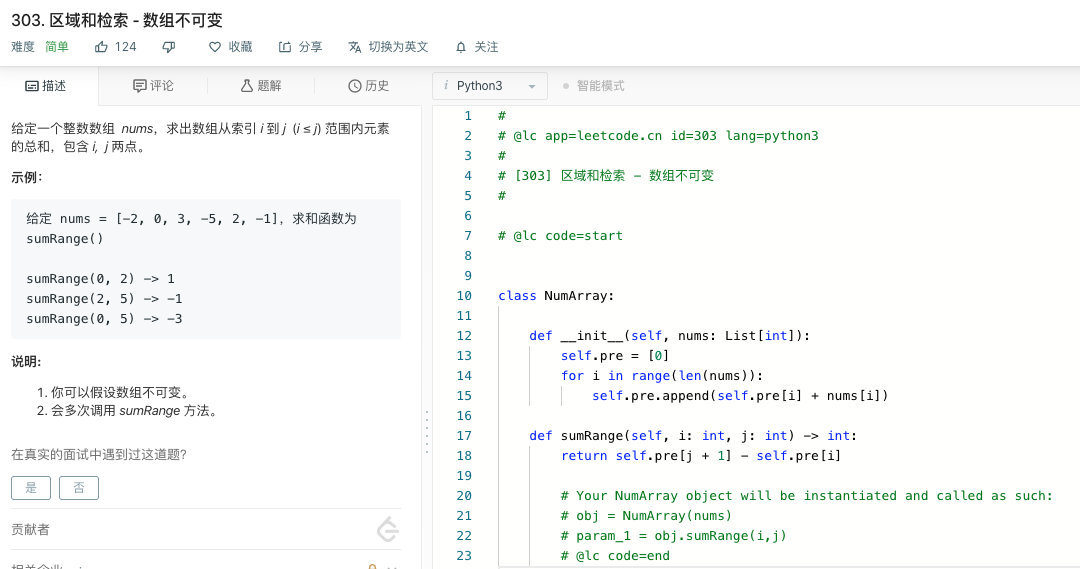 303. 区域和检索 - 数组不可变
难度 简单 124 收藏 分享 切换为英文 关注
描述 评论 题解 历史
给定一个整数数组 nums，求出数组从索引 i 到 j (i ≤ j) 范围内元素
的总和，包含 i, j 两点。
示例：
给定 nums = [-2, 0, 3, -5, 2, -1]，求和函数为
sumRange()
sumRange(0, 2) -> 1
sumRange(2, 5) -> -1
sumRange(0, 5) -> -3
说明:
1. 你可以假设数组不可变。
2. 会多次调用 sumRange 方法。
在真实的面试中遇到过这道题?
是 否
贡献者
i Python3 智能模式
1 #
2 # @lc app=leetcode.cn id=303 lang=python3
3 #
4 # [303] 区域和检索 - 数组不可变
5 #
6
7 # @lc code=start
8
9
10 class NumArray:
11
12 def __init__(self, nums: List[int]):
13 self.pre = [0]
14 for i in range(len(nums)):
15 self.pre.append(self.pre[i] + nums[i])
16
17 def sumRange(self, i: int, j: int) -> int:
18 return self.pre[j + 1] - self.pre[i]
19
20 # Your NumArray object will be instantiated and called as such:
21 # obj = NumArray(nums)
22 # param_1 = obj.sumRange(i,j)
23 # @lc code=end